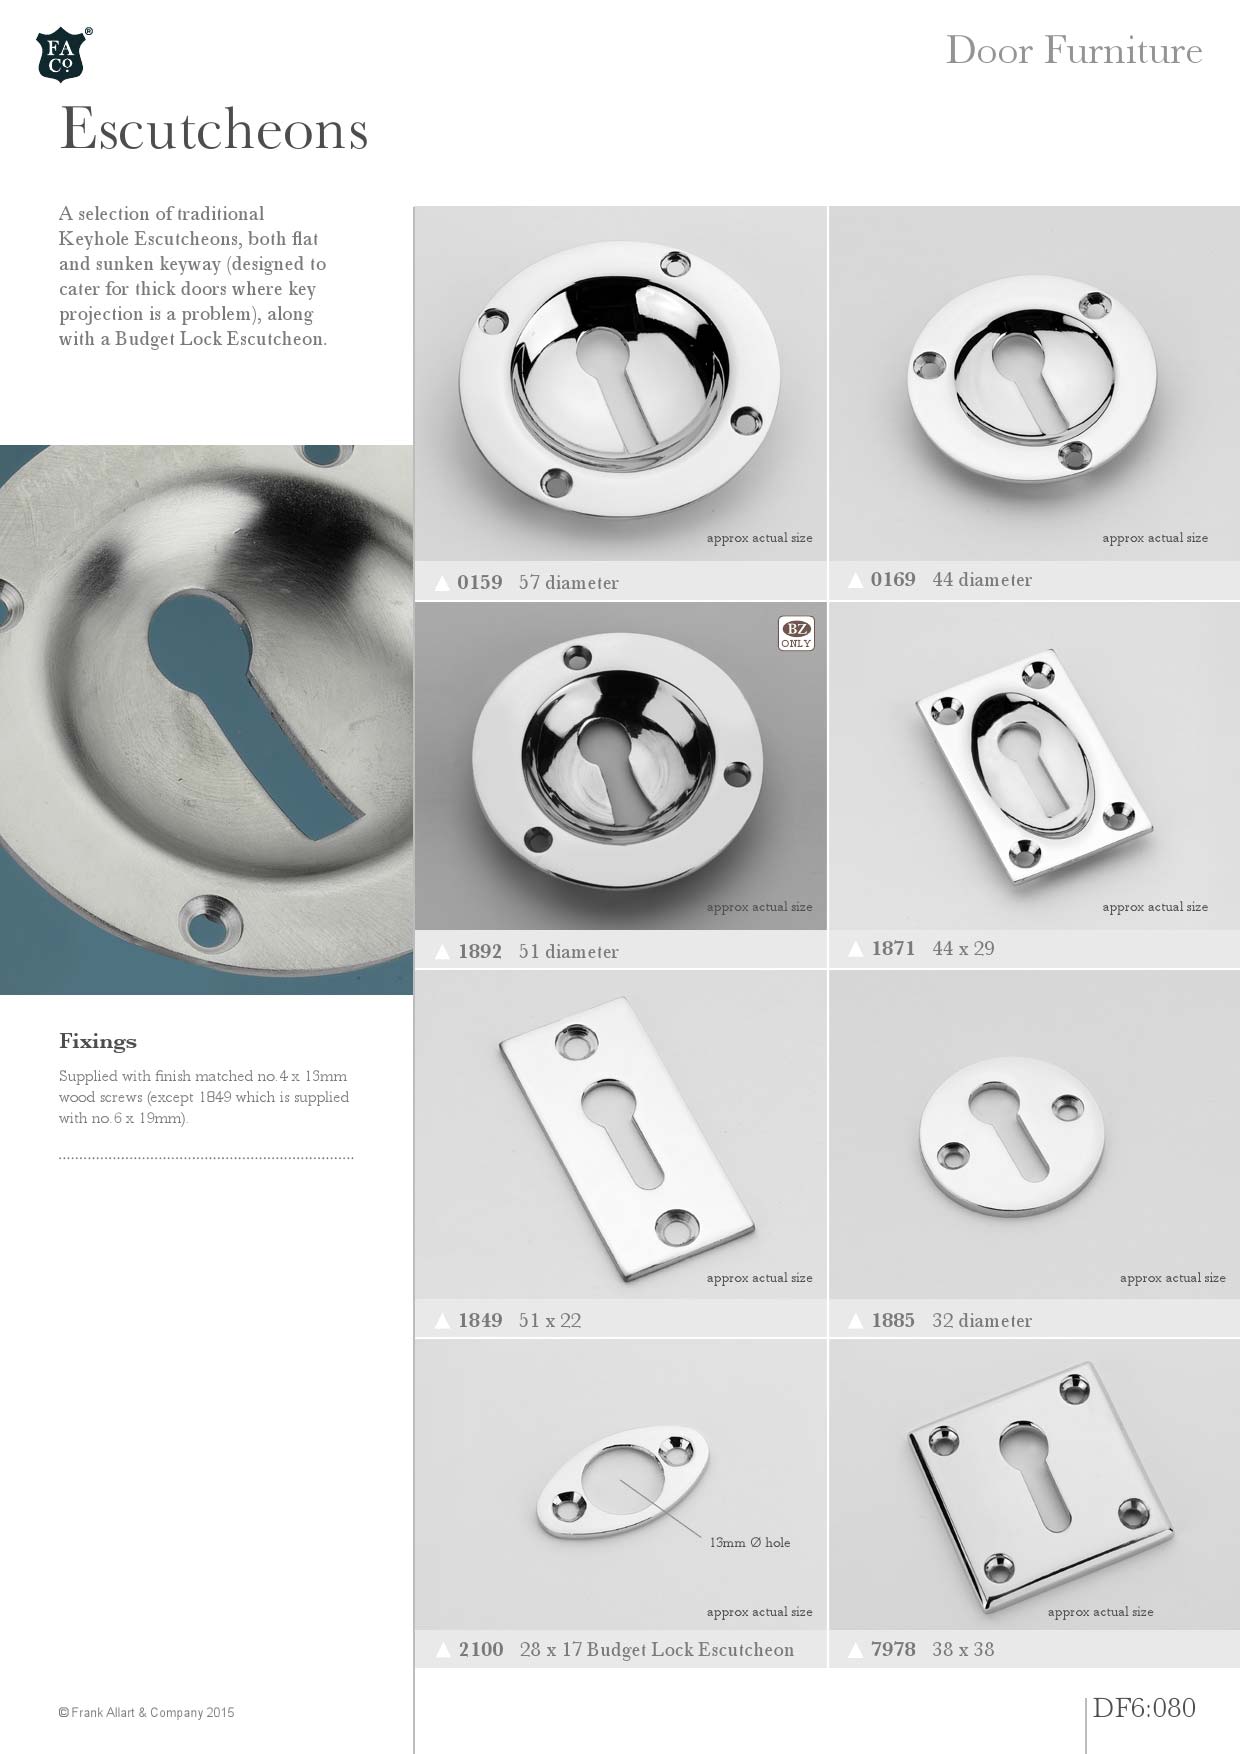 FA
Co.
®
Door Furniture
Escutcheons
A selection of traditional
Keyhole Escutcheons, both flat
and sunken keyway (designed to
cater for thick doors where key
projection is a problem), along
with a Budget Lock Escutcheon.
approx actual size
approx actual size
0159 57 diameter
0169 44 diameter
BZ
ONLY
approx actual size
approx actual size
1892 51 diameter
1871 44 x 29
Fixings
Supplied with finish matched no.4 x 13mm
wood screws (except 1849 which is supplied
with no.6 x 19mm).
approx actual size
approx actual size
1849 51 x 22
1885 32 diameter
13mm Ø hole
approx actual size
approx actual size
2100 28 x 17 Budget Lock Escutcheon
7978 38 x 38
© Frank Allart & Company 2015
DF6:080